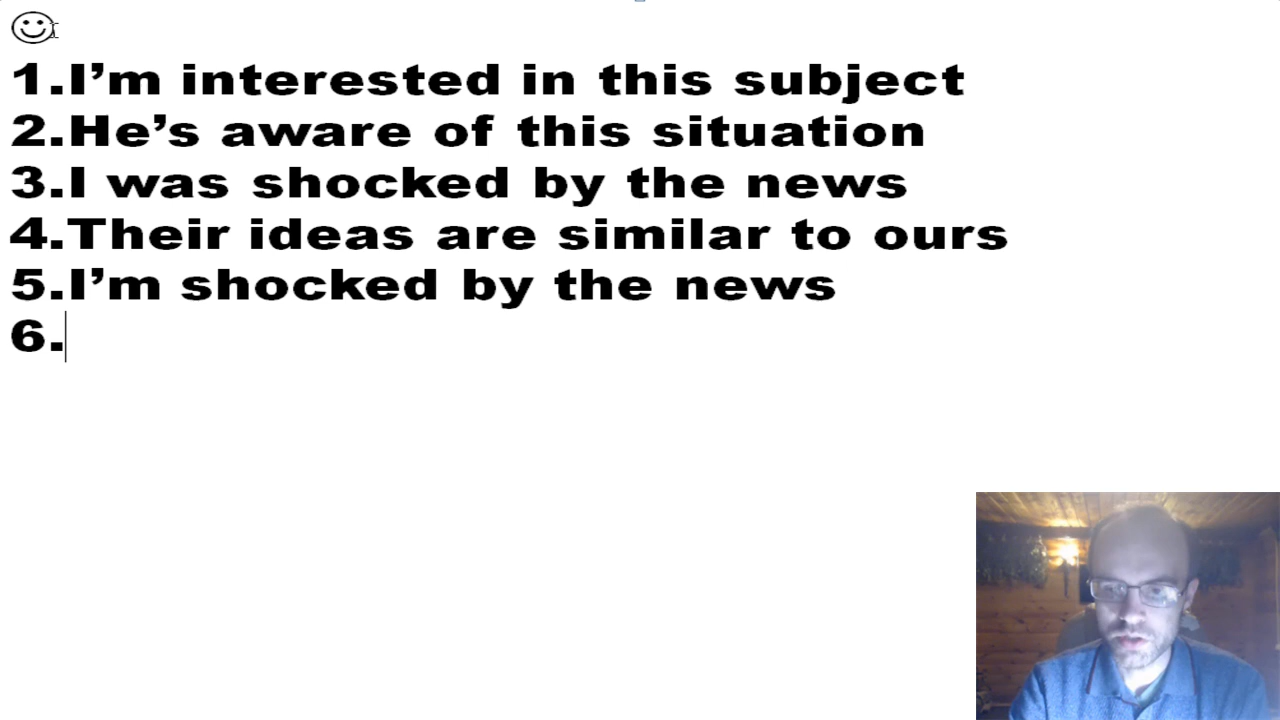 1.I’m interested in this subject
2.He’s aware of this situation
3.I was shocked by the news
4.Their ideas are similar to ours
5.I’m shocked by the news
6.